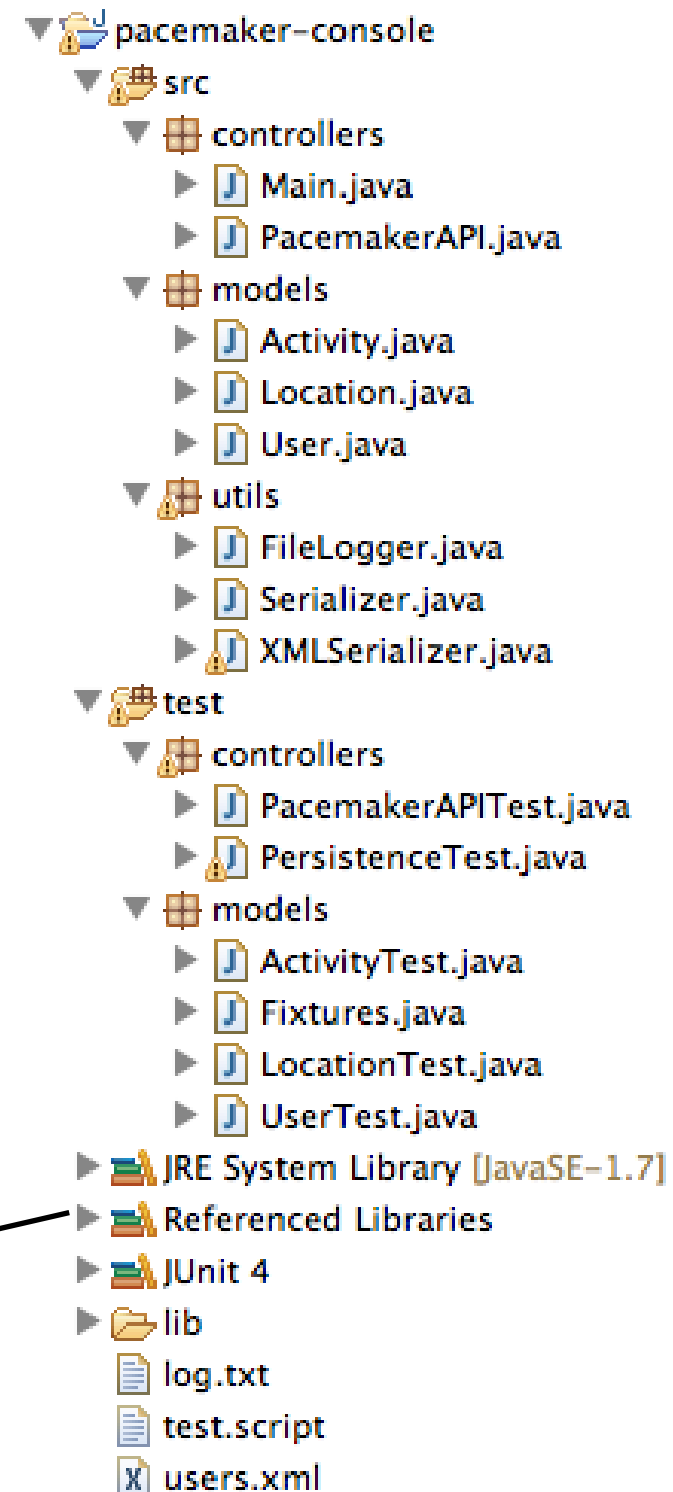 pacemaker-console
src
controllers
Main.java
PacemakerAPI.java
models
Activity.java
Location.java
User.java
utils
FileLogger.java
Serializer.java
XMLSerializer.java
test
controllers
PacemakerAPITest.java
PersistenceTest.java
models
ActivityTest.java
Fixtures.java
LocationTest.java
UserTest.java
JRE System Library [JavaSE-1.7]
Referenced Libraries
JUnit 4
lib
log.txt
test.script
users.xml